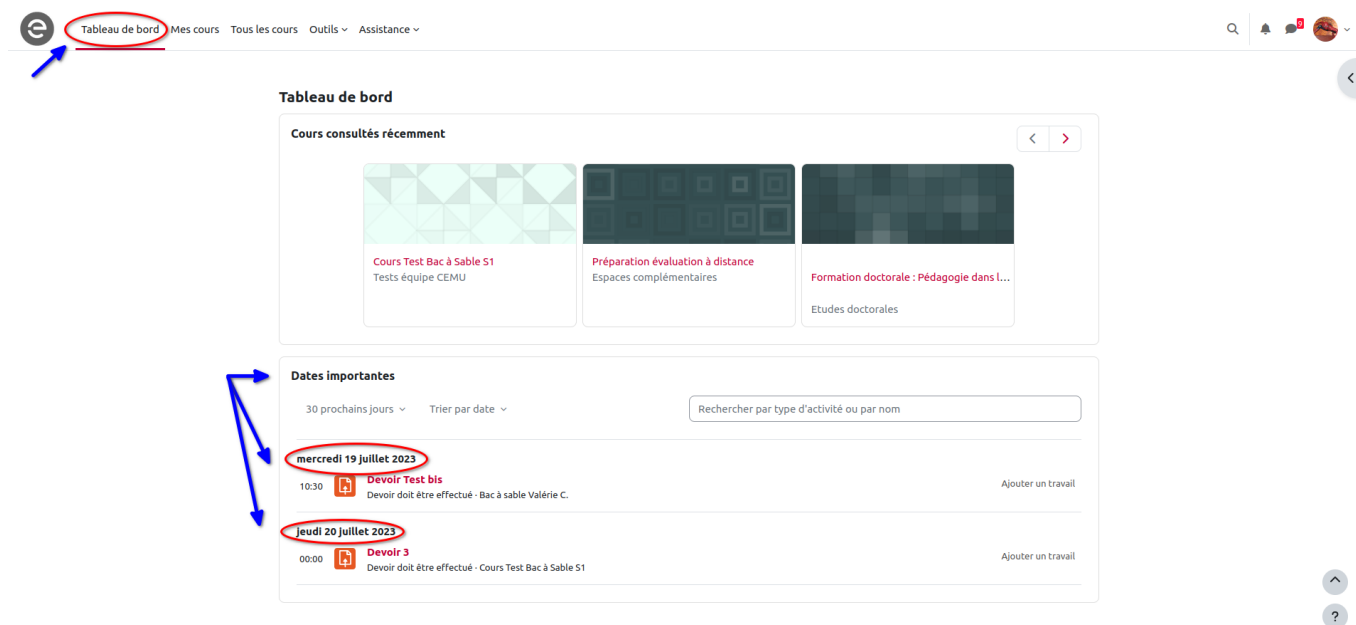 e
Tableau de bord Mes cours Tous les cours Outils Assistance
9
Tableau de bord
Cours consultés récemment
Cours Test Bac à Sable S1
Tests équipe CEMU
Préparation évaluation à distance
Espaces complémentaires
Formation doctorale : Pédagogie dans l...
Etudes doctorales
Dates importantes
30 prochains jours Trier par date Rechercher par type d'activité ou par nom
mercredi 19 juillet 2023
10:30 Devoir Test bis Ajouter un travail
Devoir doit être effectué · Bac à sable Valérie C.
jeudi 20 juillet 2023
00:00 Devoir 3 Ajouter un travail
Devoir doit être effectué · Cours Test Bac à Sable S1
?